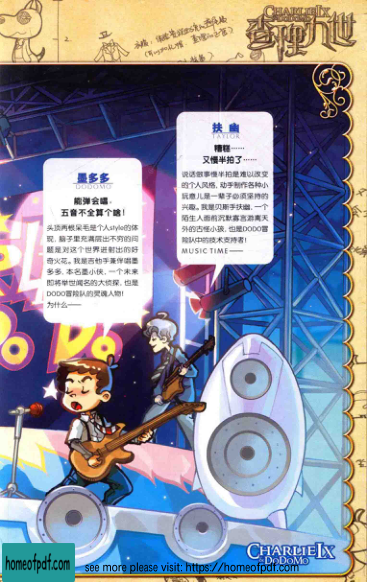 CHARLIE IX
查理九世
扶幽
TAYLOR
糟糕……
又慢半拍了……
说话做事慢半拍是难以改变
的个人风格，动手制作各种小
玩意儿是一辈子必须坚持的
兴趣。我是贝斯手扶幽，一个
陌生人面前沉默寡言游离天
外的古怪小孩，也是DODO冒险
队中的技术支持者！
MUSIC TIME——
墨多多
DODOMO
能弹会唱，
五音不全算个啥！
头顶两根呆毛是个人style的体
现，脑子里充满层出不穷的问
题是对这个世界迸射出的好
奇火花。我是吉他手兼伴唱墨
多多，本名墨小侠，一个未来
即将举世闻名的大侦探，也是
DODO冒险队的灵魂人物！
为什么——
DO DO
CHARLIE IX
& DODOMO
homeofpdf.com
see more please visit: https://homeofpdf.com